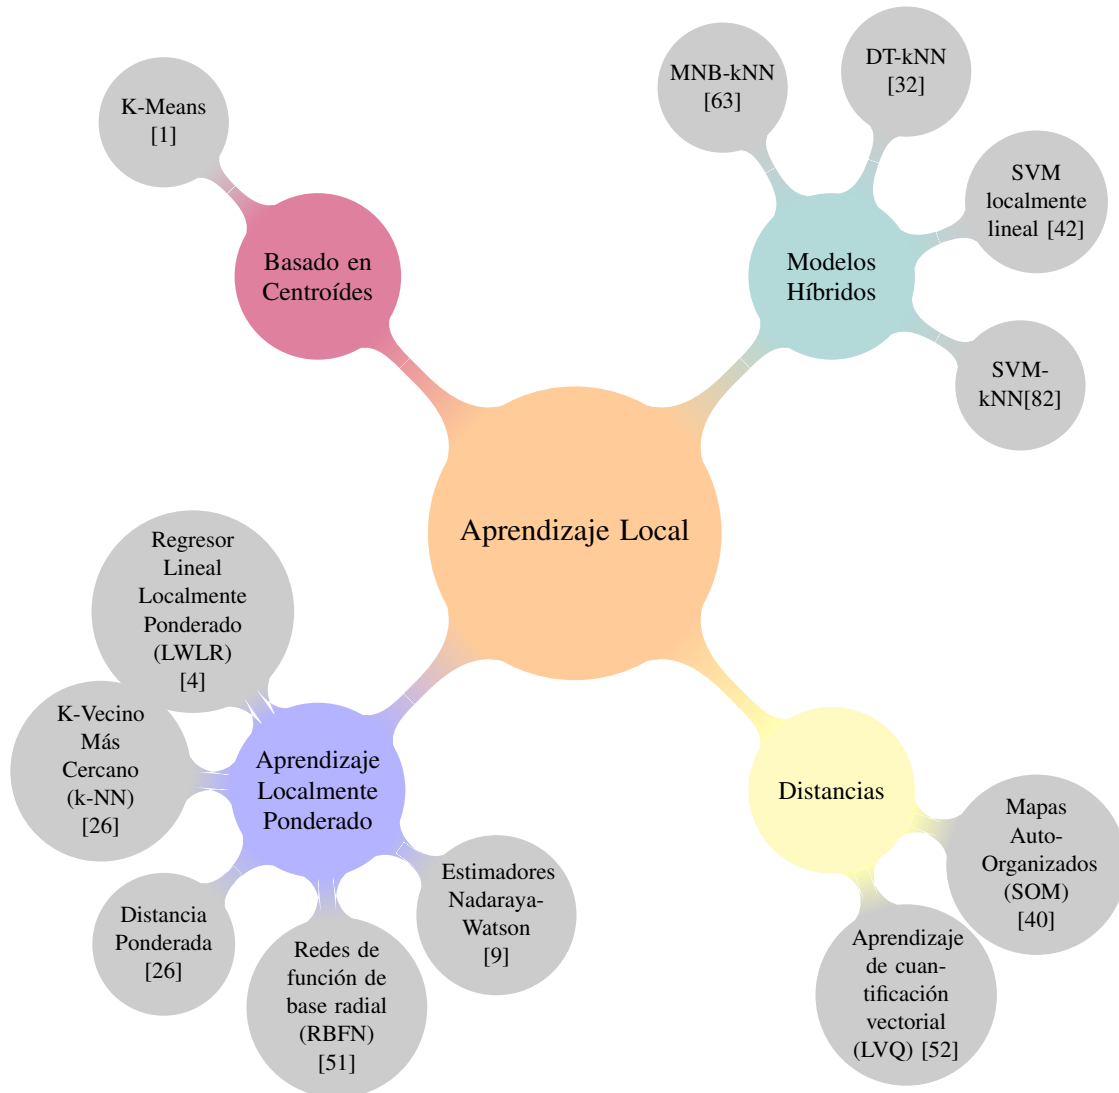 K-Means
[1]
MNB-kNN
[63]
DT-kNN
[32]
SVM
localmente
lineal [42]
SVM-
kNN[82]
Basado en
Centroídes
Modelos
Híbridos
Aprendizaje Local
Regresor
Lineal
Localmente
Ponderado
(LWLR)
[4]
K-Vecino
Más
Cercano
(k-NN)
[26]
Aprendizaje
Localmente
Ponderado
Distancia
Ponderada
[26]
Redes de
función de
base radial
(RBFN)
[51]
Estimadores
Nadaraya-
Watson
[9]
Distancias
Mapas
Auto-
Organizados
(SOM)
[40]
Aprendizaje
de cuan-
tificación
vectorial
(LVQ) [52]